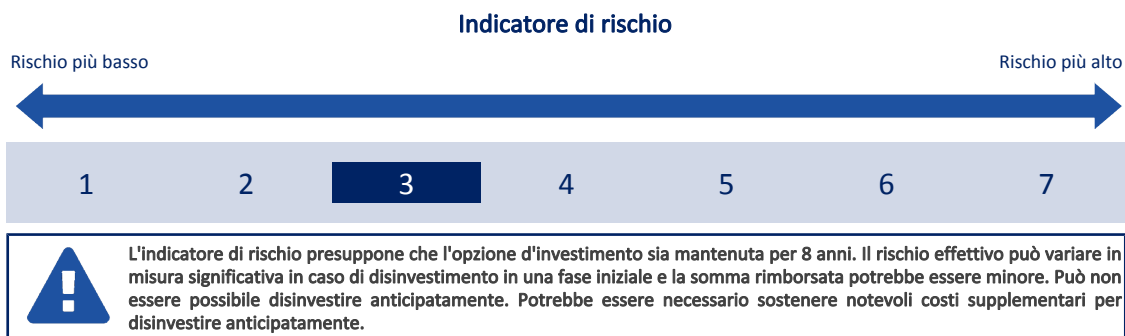 Indicatore di rischio
Rischio più basso
Rischio più alto
1 2 3 4 5 6 7
L'indicatore di rischio presuppone che l'opzione d'investimento sia mantenuta per 8 anni. Il rischio effettivo può variare in
misura significativa in caso di disinvestimento in una fase iniziale e la somma rimborsata potrebbe essere minore. Può non
essere possibile disinvestire anticipatamente. Potrebbe essere necessario sostenere notevoli costi supplementari per
disinvestire anticipatamente.